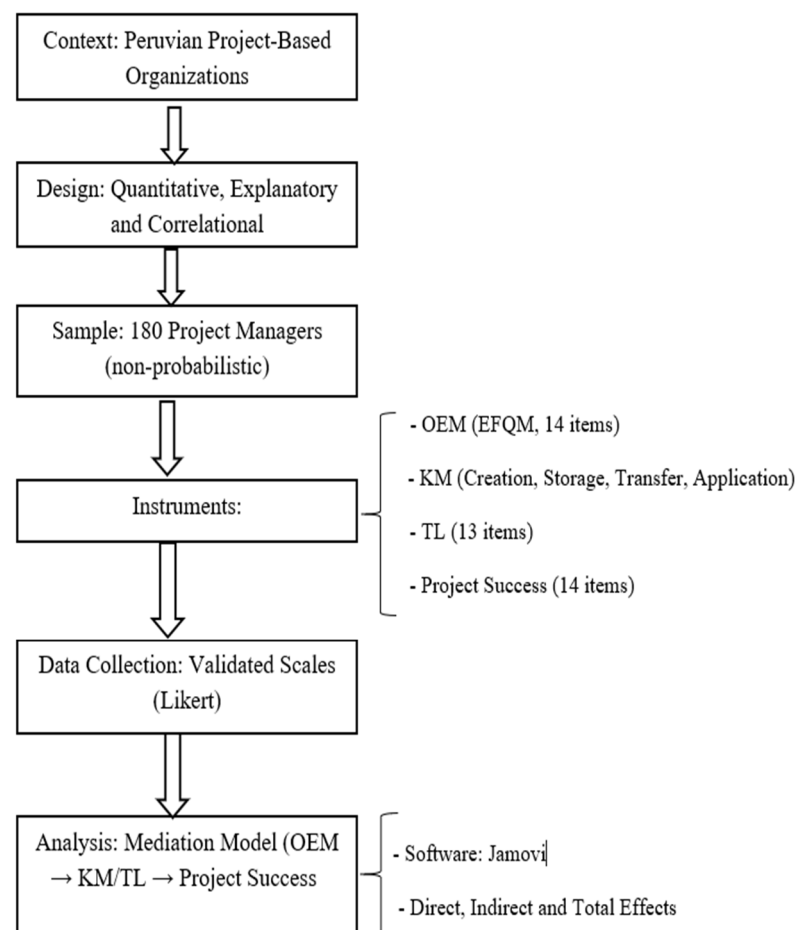 Context: Peruvian Project-Based
Organizations
Design: Quantitative, Explanatory
and Correlational
Sample: 180 Project Managers
(non-probabilistic)
Instruments:
- OEM (EFQM, 14 items)
- KM (Creation, Storage, Transfer, Application)
- TL (13 items)
- Project Success (14 items)
Data Collection: Validated Scales
(Likert)
Analysis: Mediation Model (OEM
→ KM/TL → Project Success
- Software: Jamovi
- Direct, Indirect and Total Effects